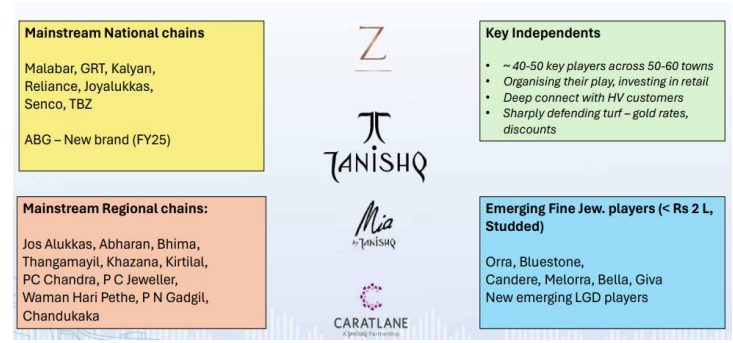 Mainstream National chains
Malabar, GRT, Kalyan,
Reliance, Joyalukkas,
Senco, TBZ
ABG – New brand (FY25)
Mainstream Regional chains:
Jos Alukkas, Abharan, Bhima,
Thangamayil, Khazana, Kirtilal,
PC Chandra, P C Jeweller,
Waman Hari Pethe, P N Gadgil,
Chandukaka
Z
TANISHQ
Mia
by TANISHQ
CARATLANE
A TANISHQ Partnership
Key Independents
• ~ 40-50 key players across 50-60 towns
• Organising their play, investing in retail
• Deep connect with HV customers
• Sharply defending turf – gold rates,
discounts
Emerging Fine Jew. players (< Rs 2 L,
Studded)
Orra, Bluestone,
Candere, Melorra, Bella, Giva
New emerging LGD players